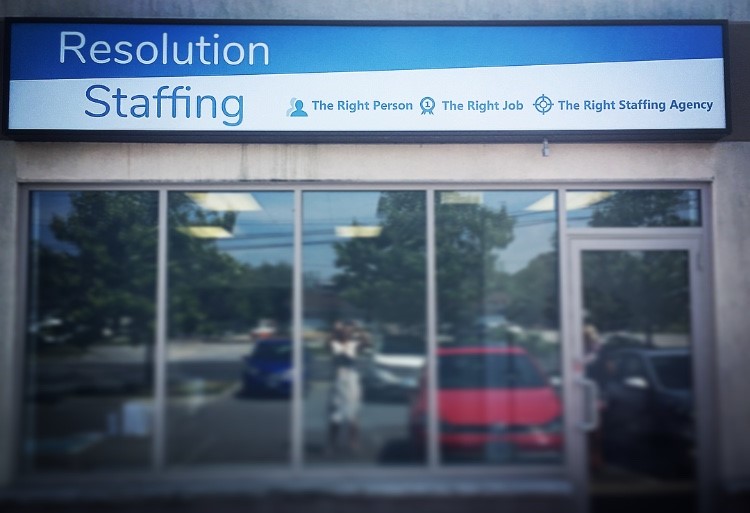 Resolution
Staffing
The Right Person The Right Job The Right Staffing Agency